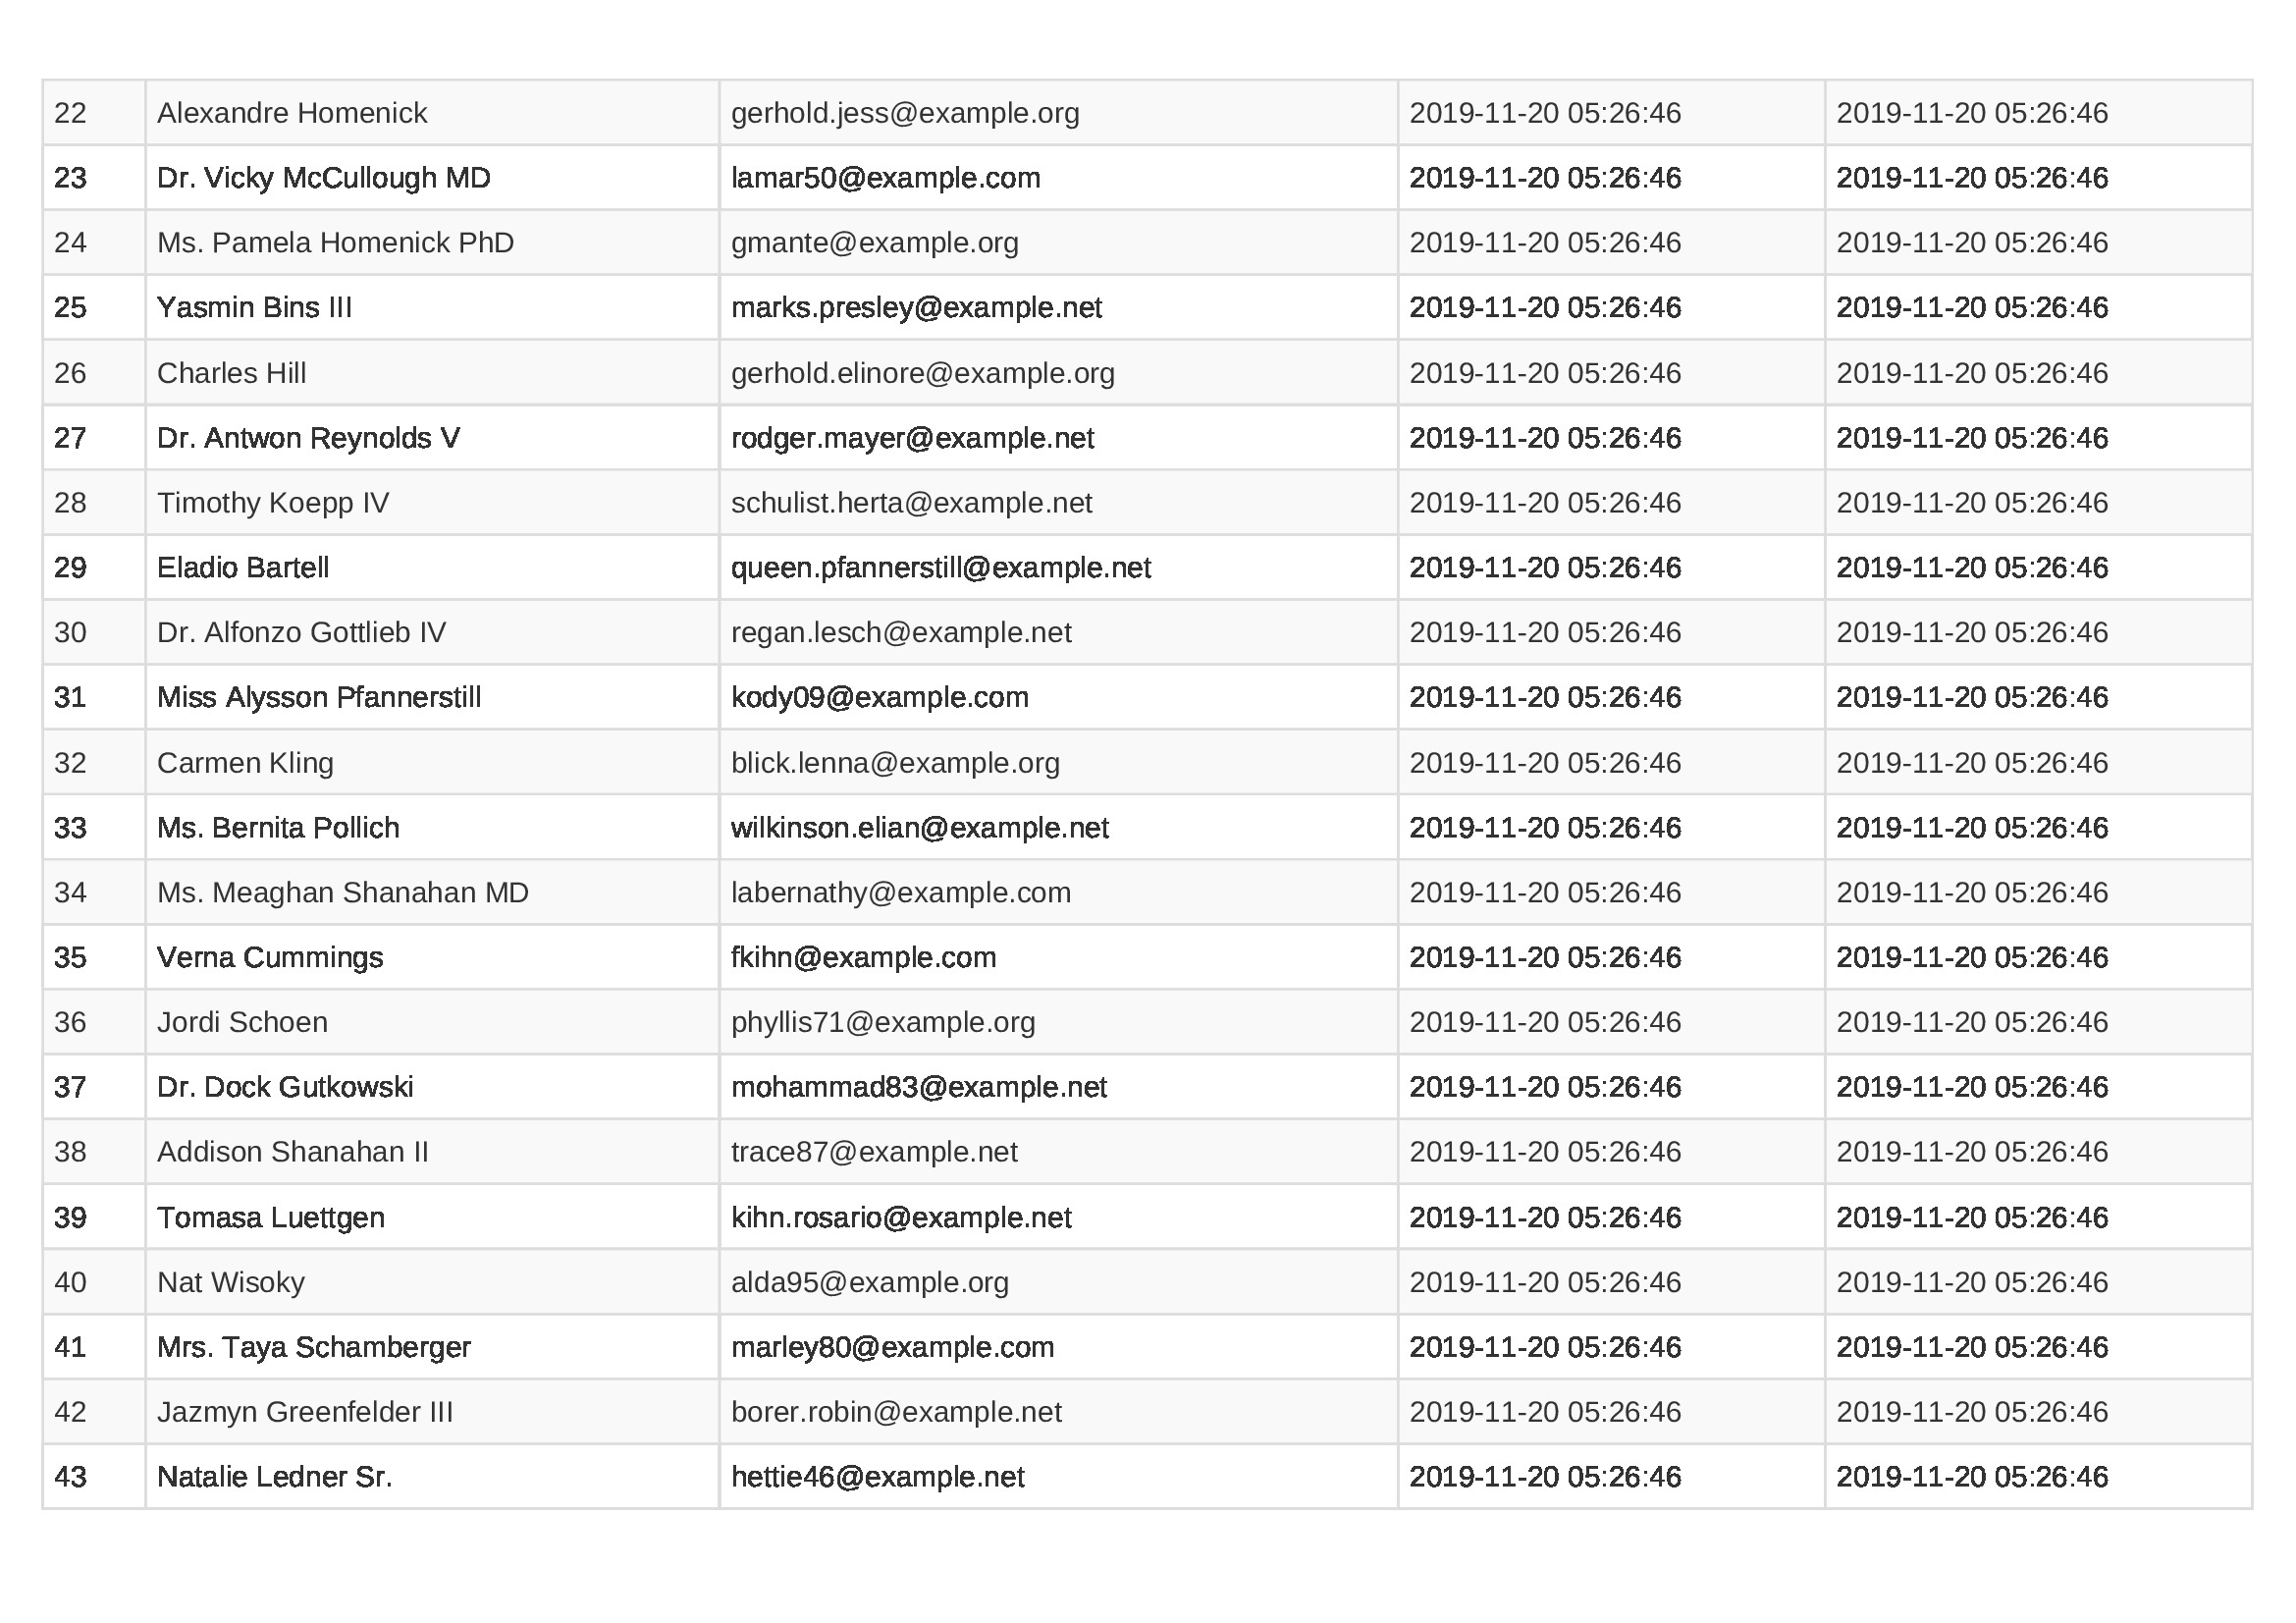 22 Alexandre Homenick gerhold.jess@example.org 2019-11-20 05:26:46 2019-11-20 05:26:46
23 Dr. Vicky McCullough MD lamar50@example.com 2019-11-20 05:26:46 2019-11-20 05:26:46
24 Ms. Pamela Homenick PhD gmante@example.org 2019-11-20 05:26:46 2019-11-20 05:26:46
25 Yasmin Bins III marks.presley@example.net 2019-11-20 05:26:46 2019-11-20 05:26:46
26 Charles Hill gerhold.elinore@example.org 2019-11-20 05:26:46 2019-11-20 05:26:46
27 Dr. Antwon Reynolds V rodger.mayer@example.net 2019-11-20 05:26:46 2019-11-20 05:26:46
28 Timothy Koepp IV schulist.herta@example.net 2019-11-20 05:26:46 2019-11-20 05:26:46
29 Eladio Bartell queen.pfannerstill@example.net 2019-11-20 05:26:46 2019-11-20 05:26:46
30 Dr. Alfonzo Gottlieb IV regan.lesch@example.net 2019-11-20 05:26:46 2019-11-20 05:26:46
31 Miss Alysson Pfannerstill kody09@example.com 2019-11-20 05:26:46 2019-11-20 05:26:46
32 Carmen Kling blick.lenna@example.org 2019-11-20 05:26:46 2019-11-20 05:26:46
33 Ms. Bernita Pollich wilkinson.elian@example.net 2019-11-20 05:26:46 2019-11-20 05:26:46
34 Ms. Meaghan Shanahan MD labernathy@example.com 2019-11-20 05:26:46 2019-11-20 05:26:46
35 Verna Cummings fkihn@example.com 2019-11-20 05:26:46 2019-11-20 05:26:46
36 Jordi Schoen phyllis71@example.org 2019-11-20 05:26:46 2019-11-20 05:26:46
37 Dr. Dock Gutkowski mohammad83@example.net 2019-11-20 05:26:46 2019-11-20 05:26:46
38 Addison Shanahan II trace87@example.net 2019-11-20 05:26:46 2019-11-20 05:26:46
39 Tomasa Luettgen kihn.rosario@example.net 2019-11-20 05:26:46 2019-11-20 05:26:46
40 Nat Wisoky alda95@example.org 2019-11-20 05:26:46 2019-11-20 05:26:46
41 Mrs. Taya Schamberger marley80@example.com 2019-11-20 05:26:46 2019-11-20 05:26:46
42 Jazmyn Greenfelder III borer.robin@example.net 2019-11-20 05:26:46 2019-11-20 05:26:46
43 Natalie Ledner Sr. hettie46@example.net 2019-11-20 05:26:46 2019-11-20 05:26:46